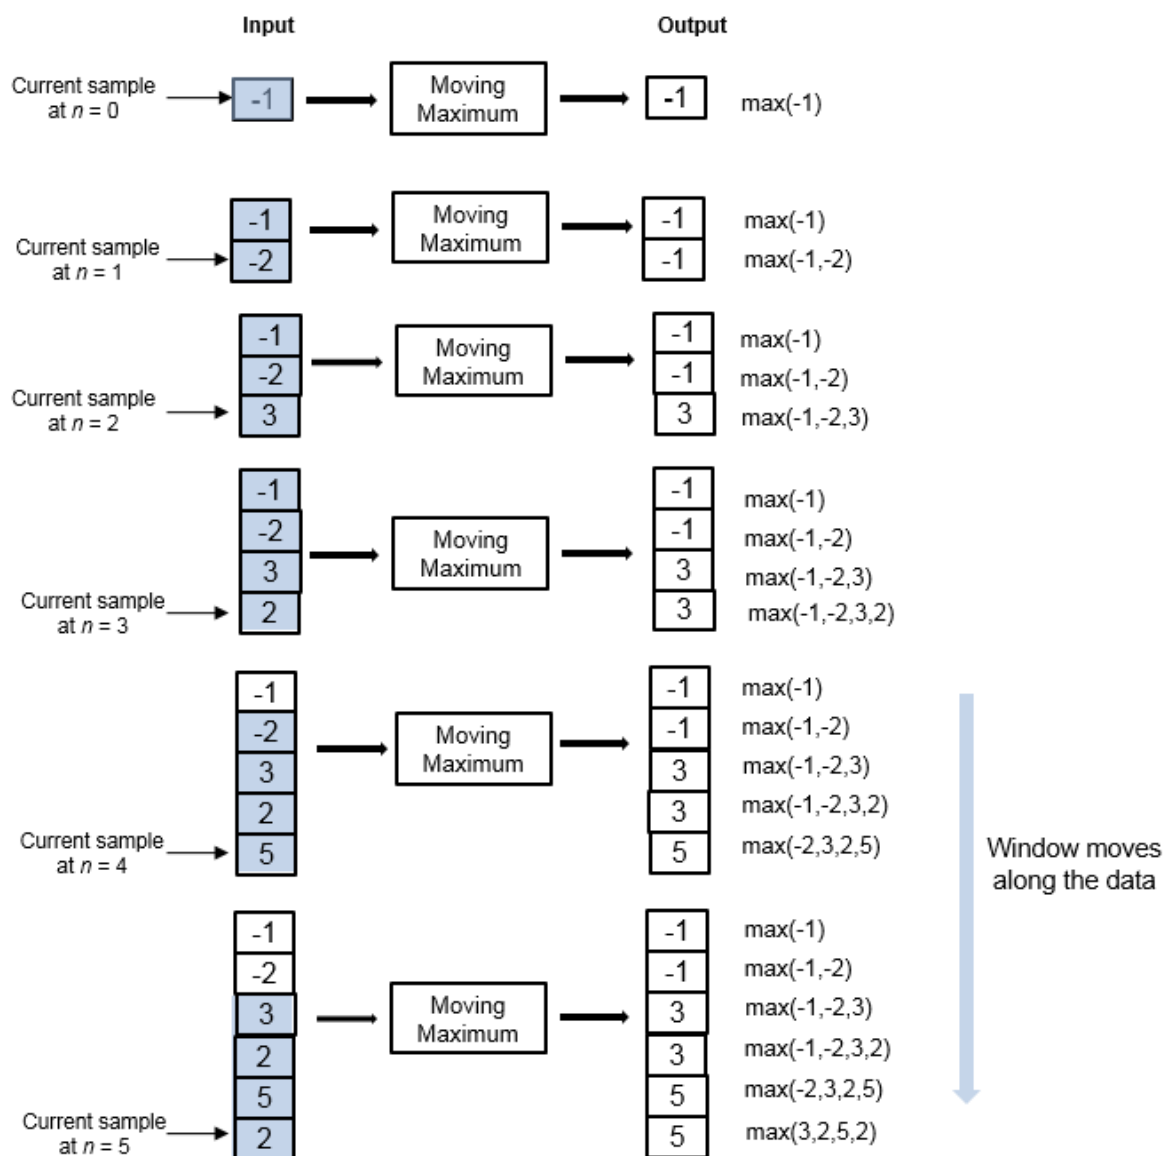 Input
Output
Current sample
at n = 0
-1
Moving
Maximum
-1
max(-1)
Current sample
at n = 1
-1
-2
Moving
Maximum
-1
-1
max(-1)
max(-1,-2)
Current sample
at n = 2
-1
-2
3
Moving
Maximum
-1
-1
3
max(-1)
max(-1,-2)
max(-1,-2,3)
Current sample
at n = 3
-1
-2
3
2
Moving
Maximum
-1
-1
3
3
max(-1)
max(-1,-2)
max(-1,-2,3)
max(-1,-2,3,2)
Current sample
at n = 4
-1
-2
3
2
5
Moving
Maximum
-1
-1
3
3
5
max(-1)
max(-1,-2)
max(-1,-2,3)
max(-1,-2,3,2)
max(-2,3,2,5)
Window moves
along the data
Current sample
at n = 5
-1
-2
3
2
5
2
Moving
Maximum
-1
-1
3
3
5
5
max(-1)
max(-1,-2)
max(-1,-2,3)
max(-1,-2,3,2)
max(-2,3,2,5)
max(3,2,5,2)